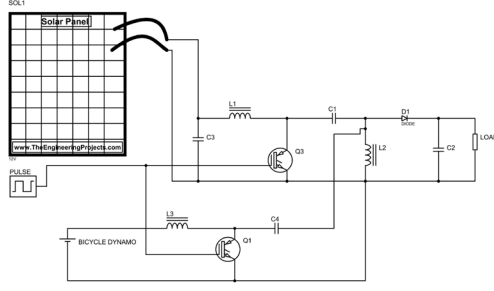 SOL1
Solar Panel
www.TheEngineeringProjects.com
12V
PULSE
L1
C1
D1
DIODE
C3
Q3
L2
C2
LOA
L3
C4
Q1
BICYCLE DYNAMO